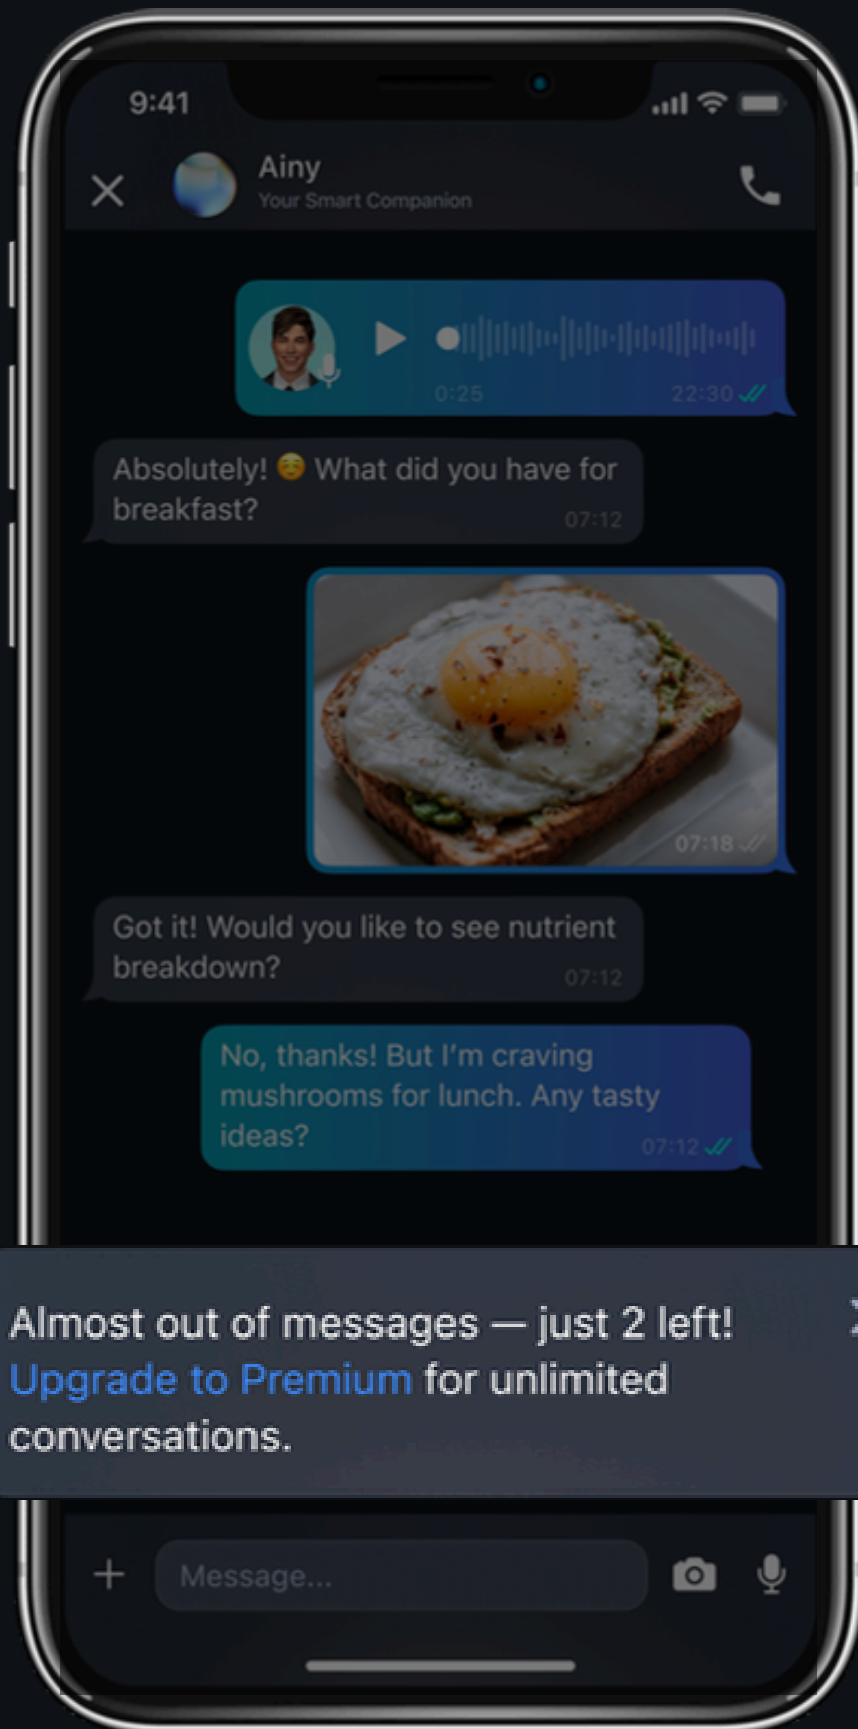 9:41
Ainy
Your Smart Companion
0:25
22:30
Absolutely! ☺️ What did you have for
breakfast?
07:12
07:18
Got it! Would you like to see nutrient
breakdown?
07:12
No, thanks! But I’m craving
mushrooms for lunch. Any tasty
ideas?
07:12
Almost out of messages — just 2 left!
Upgrade to Premium for unlimited
conversations.
Message...